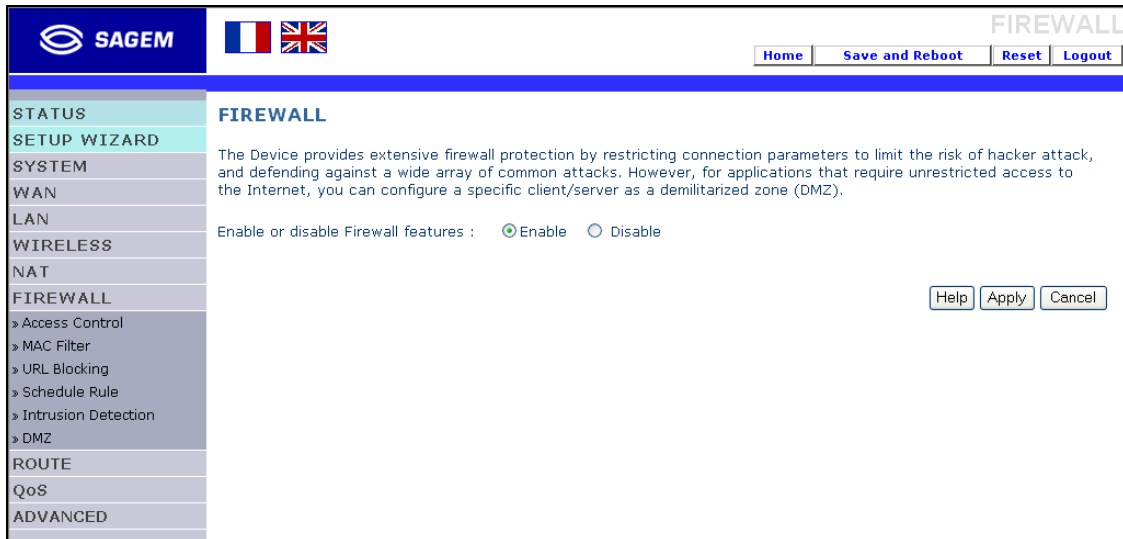 SAGEM
FIREWALL
Home
Save and Reboot
Reset
Logout
STATUS
SETUP WIZARD
SYSTEM
WAN
LAN
WIRELESS
NAT
FIREWALL
» Access Control
» MAC Filter
» URL Blocking
» Schedule Rule
» Intrusion Detection
» DMZ
ROUTE
QoS
ADVANCED
FIREWALL
The Device provides extensive firewall protection by restricting connection parameters to limit the risk of hacker attack,
and defending against a wide array of common attacks. However, for applications that require unrestricted access to
the Internet, you can configure a specific client/server as a demilitarized zone (DMZ).
Enable or disable Firewall features : Enable Disable
Help
Apply
Cancel